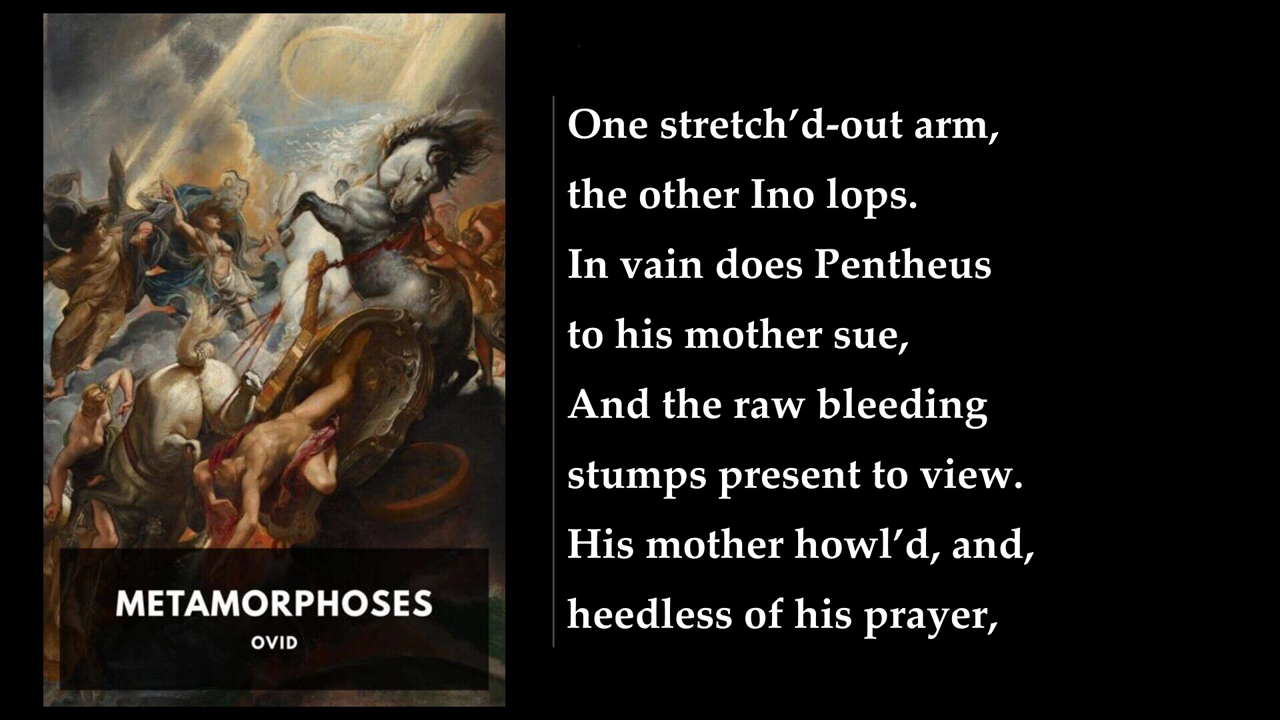 METAMORPHOSES
OVID
One stretch’d-out arm,
the other Ino lops.
In vain does Pentheus
to his mother sue,
And the raw bleeding
stumps present to view.
His mother howl’d, and,
heedless of his prayer,